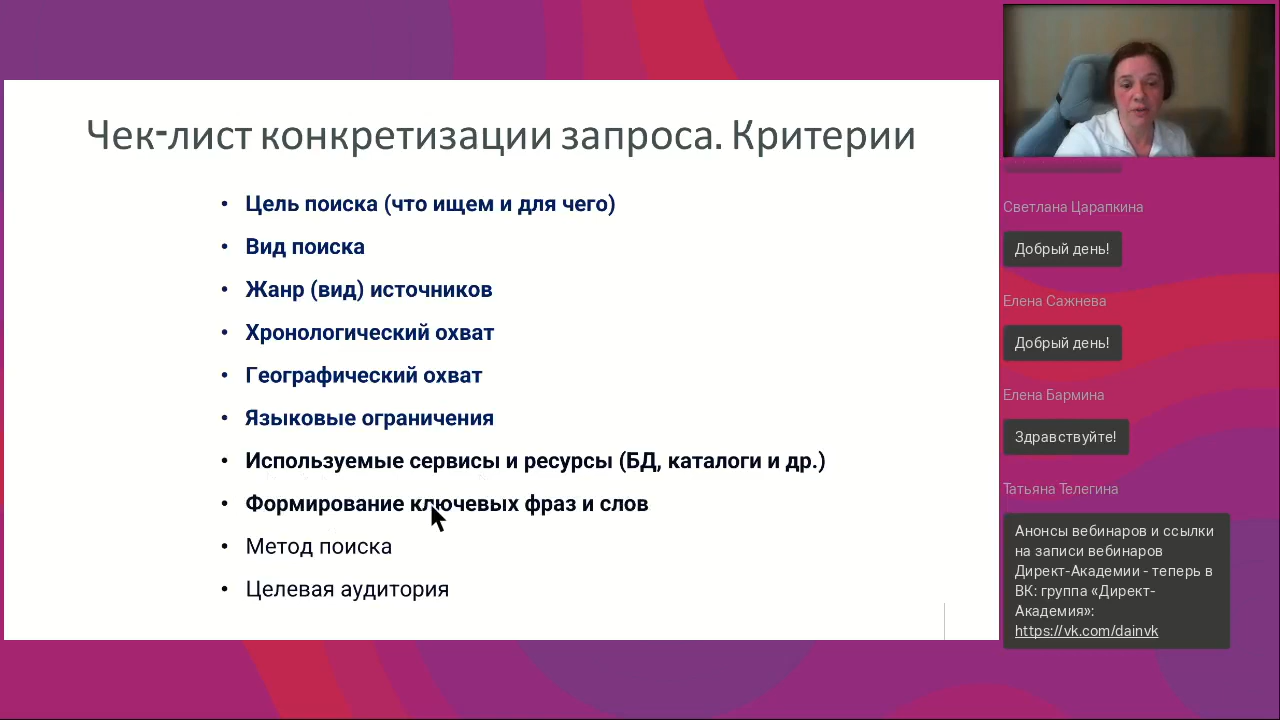 Чек-лист конкретизации запроса. Критерии
• Цель поиска (что ищем и для чего)
• Вид поиска
• Жанр (вид) источников
• Хронологический охват
• Географический охват
• Языковые ограничения
• Используемые сервисы и ресурсы (БД, каталоги и др.)
• Формирование ключевых фраз и слов
• Метод поиска
• Целевая аудитория
Светлана Царапкина
Добрый день!
Елена Сажнева
Добрый день!
Елена Бармина
Здравствуйте!
Татьяна Телегина
Анонсы вебинаров и ссылки
на записи вебинаров
Директ-Академии - теперь в
ВК: группа «Директ-
Академия»:
https://vk.com/dainvk